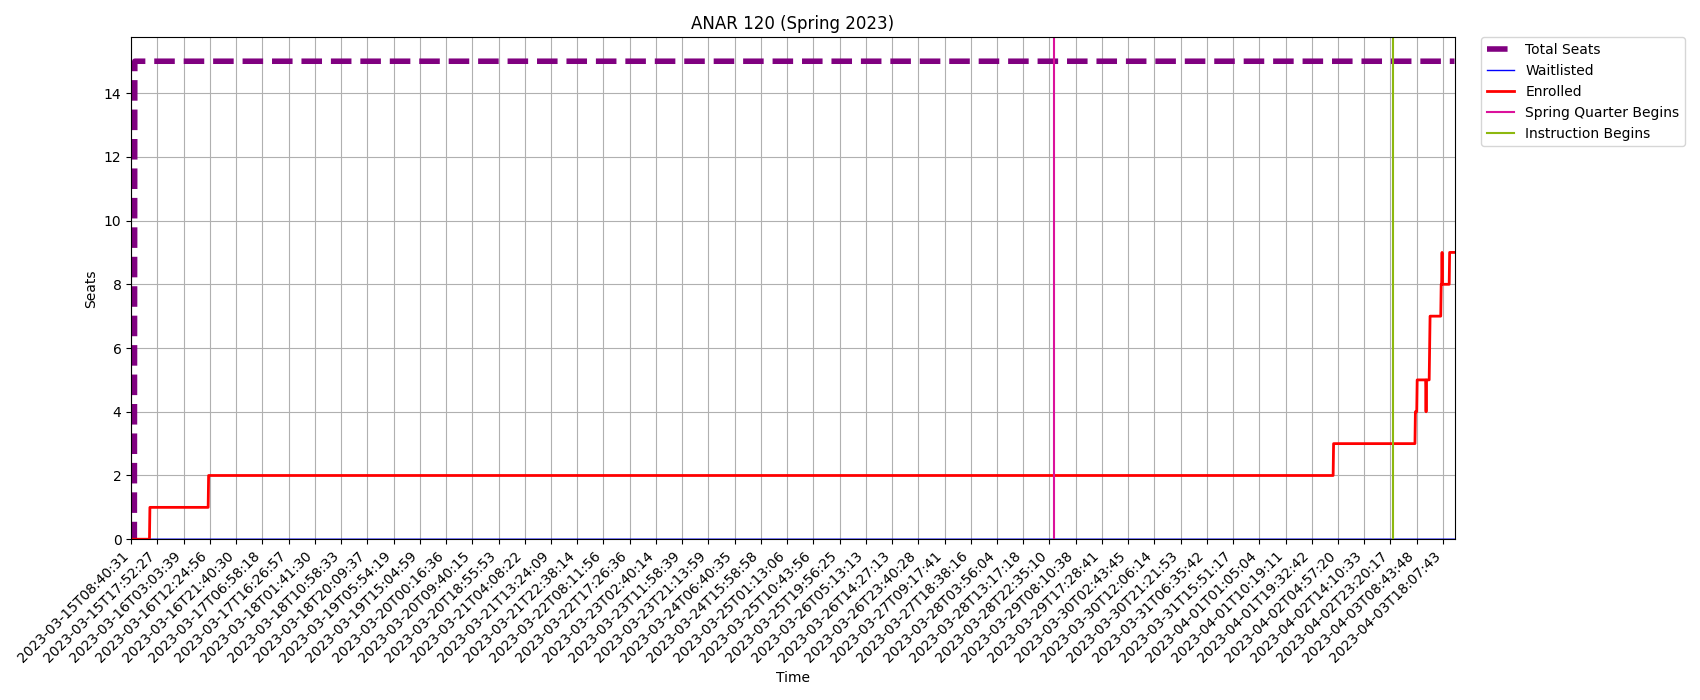 ANAR 120 (Spring 2023)
Total Seats
Waitlisted
Enrolled
Spring Quarter Begins
Instruction Begins
Seats
14
12
10
8
6
4
2
0
2023-03-15T08:40:31
2023-03-15T17:52:27
2023-03-16T03:03:39
2023-03-16T12:24:56
2023-03-16T21:40:30
2023-03-17T06:58:18
2023-03-17T16:26:57
2023-03-18T01:41:30
2023-03-18T10:58:33
2023-03-18T20:09:37
2023-03-19T05:54:19
2023-03-19T15:04:59
2023-03-20T00:16:36
2023-03-20T09:40:15
2023-03-20T18:55:53
2023-03-21T04:08:22
2023-03-21T13:24:09
2023-03-21T22:38:14
2023-03-22T08:11:56
2023-03-22T17:26:36
2023-03-23T02:40:14
2023-03-23T11:58:39
2023-03-23T21:13:59
2023-03-24T06:40:35
2023-03-24T15:58:58
2023-03-25T01:13:06
2023-03-25T10:43:56
2023-03-25T19:56:25
2023-03-26T05:13:13
2023-03-26T14:27:13
2023-03-26T23:40:28
2023-03-27T09:17:41
2023-03-27T18:38:16
2023-03-28T03:56:04
2023-03-28T13:17:18
2023-03-28T22:35:10
2023-03-29T08:10:38
2023-03-29T17:28:41
2023-03-30T02:43:45
2023-03-30T12:06:14
2023-03-30T21:21:53
2023-03-31T06:35:42
2023-03-31T15:51:17
2023-04-01T01:05:04
2023-04-01T10:19:11
2023-04-01T19:32:42
2023-04-02T04:57:20
2023-04-02T14:10:33
2023-04-02T23:20:17
2023-04-03T08:43:48
2023-04-03T18:07:43
Time